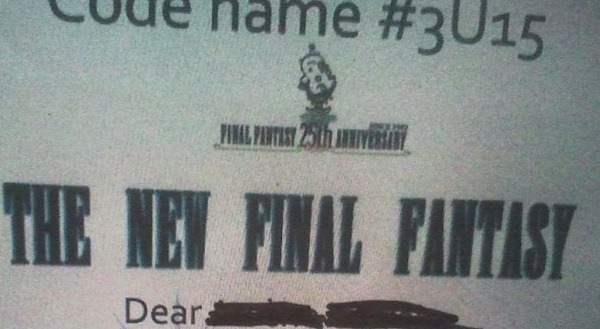 Code name #3U15
FINAL FANTASY 25th ANNIVERSARY
THE NEW FINAL FANTASY
Dear